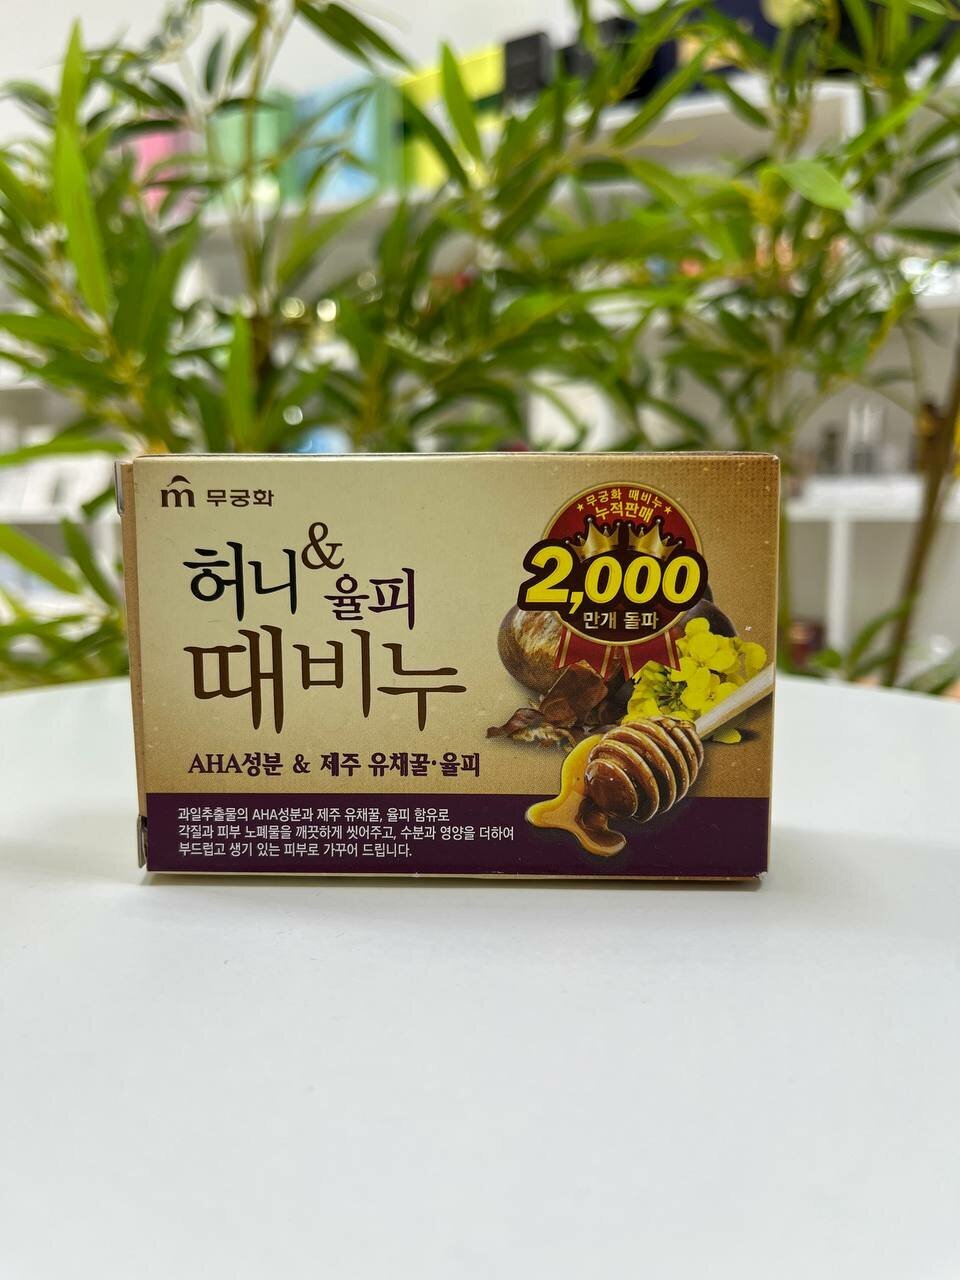 무궁화
허니&율피
때비누
AHA성분 & 제주 유채꿀·율피
★무궁화 때비누★
누적판매
2,000
만개 돌파
과일추출물의 AHA성분과 제주 유채꿀, 율피 함유로
각질과 피부 노폐물을 깨끗하게 씻어주고, 수분과 영양을 더하여
부드럽고 생기 있는 피부로 가꾸어 드립니다.